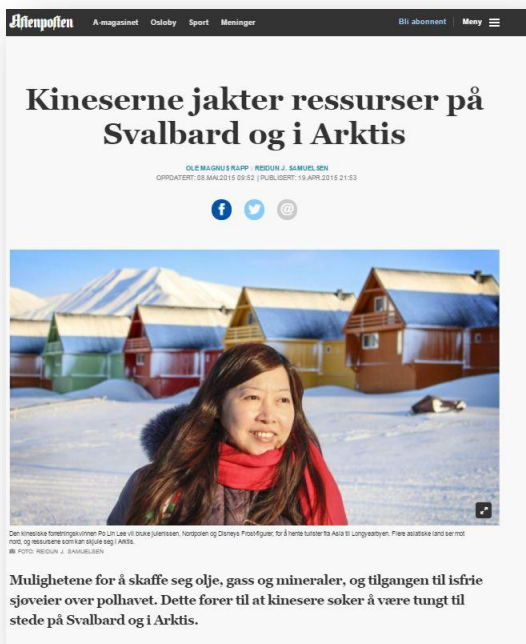 Aftenposten A-magasinet Osloby Sport Meninger Bli abonnent Meny
Kineserne jakter ressurser på
Svalbard og i Arktis
OLE MAGNUS RAPP REIDUN J. SAMUELSEN
OPPDATERT: 08.MAI.2015 09:52 | PUBLISERT: 19.APR.2015 21:53
f @
Den kinesiske forretningskvinnen Po Lin Lee vil bruke julenissen, Nordpolen og Disneys Frost-figurer, for å hente turister fra Asia til Longyearbyen. Flere asiatiske land ser mot
nord, og ressursene som kan skjule seg i Arktis.
FOTO: REIDUN J. SAMUELSEN
Mulighetene for å skaffe seg olje, gass og mineraler, og tilgangen til isfrie
sjøveier over polhavet. Dette fører til at kinesere søker å være tungt til
stede på Svalbard og i Arktis.